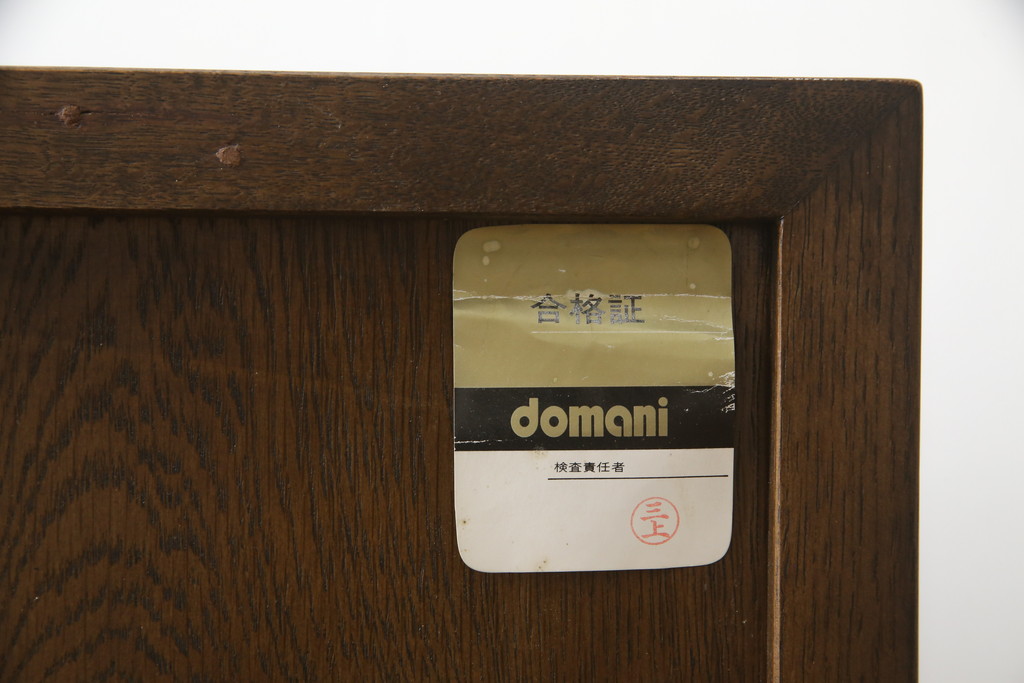 合格証
domani
検査責任者
三上